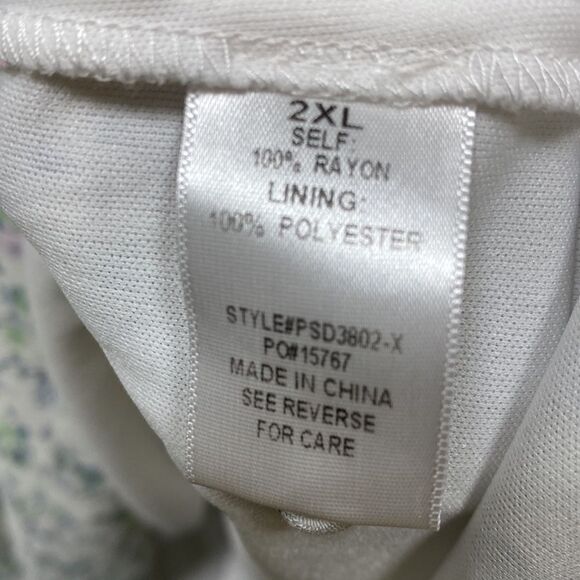 2XL
SELF:
100% RAYON
LINING:
100% POLYESTER
STYLE#PSD3802-X
PO#15767
MADE IN CHINA
SEE REVERSE
FOR CARE